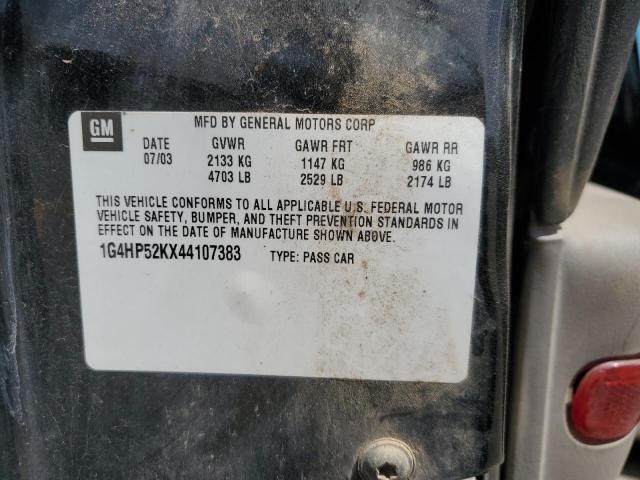 GM
MFD BY GENERAL MOTORS CORP
DATE GVWR GAWR FRT GAWR RR
07/03 2133 KG 1147 KG 986 KG
4703 LB 2529 LB 2174 LB
THIS VEHICLE CONFORMS TO ALL APPLICABLE U.S. FEDERAL MOTOR
VEHICLE SAFETY, BUMPER, AND THEFT PREVENTION STANDARDS IN
EFFECT ON THE DATE OF MANUFACTURE SHOWN ABOVE.
1G4HP52KX44107383 TYPE: PASS CAR